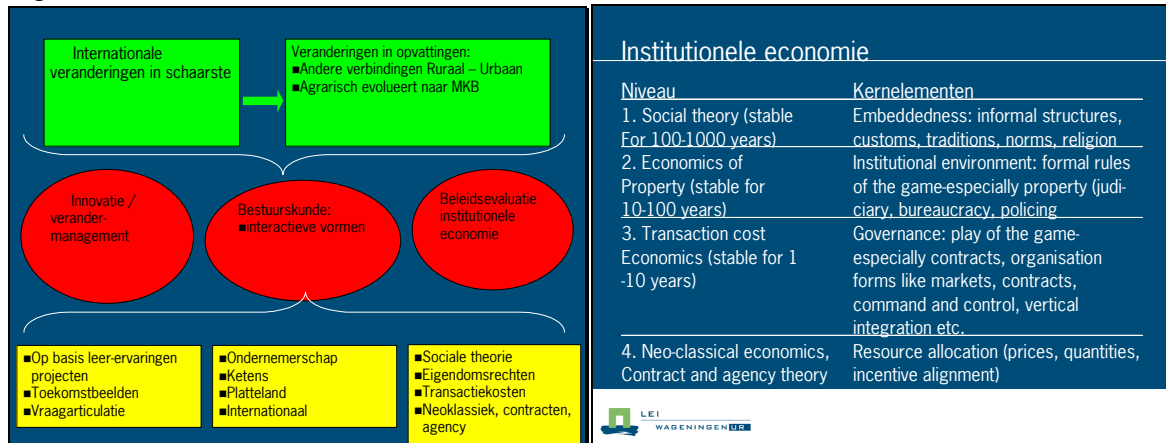 Internationale
veranderingen in schaarste
Veranderingen in opvattingen:
■Andere verbindingen Ruraal – Urbaan
■Agrarisch evolueert naar MKB
Innovatie /
verander-
management
Bestuurskunde:
■interactieve vormen
Beleidsevaluatie
institutionele
economie
■Op basis leer-ervaringen
projecten
■Toekomstbeelden
■Vraagarticulatie
■Ondernemerschap
■Ketens
■Platteland
■Internationaal
■Sociale theorie
■Eigendomsrechten
■Transactiekosten
■Neoklassiek, contracten,
agency
Institutionele economie
Niveau
Kernelementen
1. Social theory (stable
For 100-1000 years)
Embeddedness: informal structures,
customs, traditions, norms, religion
2. Economics of
Property (stable for
10-100 years)
Institutional environment: formal rules
of the game-especially property (judi-
ciary, bureaucracy, policing
3. Transaction cost
Economics (stable for 1
-10 years)
Governance: play of the game-
especially contracts, organisation
forms like markets, contracts,
command and control, vertical
integration etc.
4. Neo-classical economics,
Contract and agency theory
Resource allocation (prices, quantities,
incentive alignment)
LEI
WAGENINGEN UR